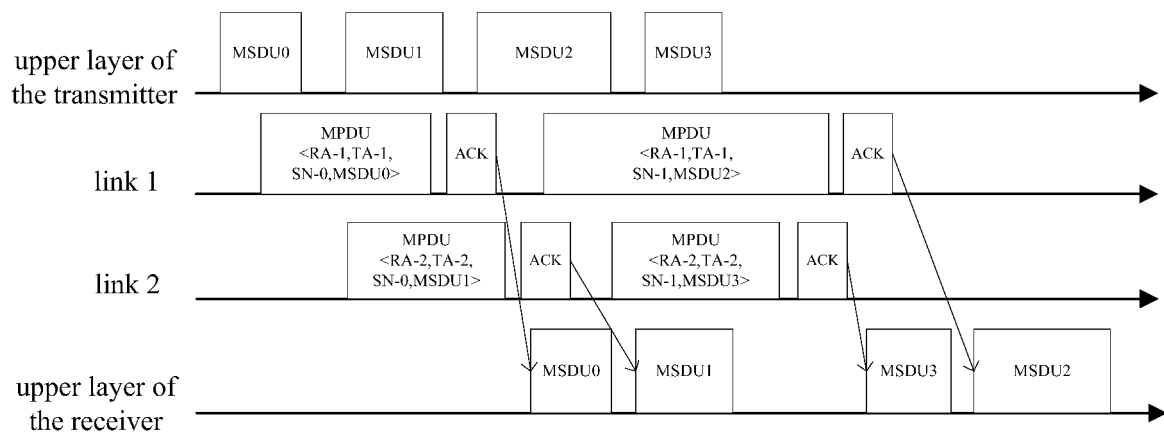 MSDU0
MSDU1
MSDU2
MSDU3
upper layer of
the transmitter
MPDU
<RA-1,TA-1,
SN-0,MSDU0>
ACK
MPDU
<RA-1,TA-1,
SN-1,MSDU2>
ACK
link 1
MPDU
<RA-2,TA-2,
SN-0,MSDU1>
ACK
MPDU
<RA-2,TA-2,
SN-1,MSDU3>
ACK
link 2
MSDU0
MSDU1
MSDU3
MSDU2
upper layer of
the receiver